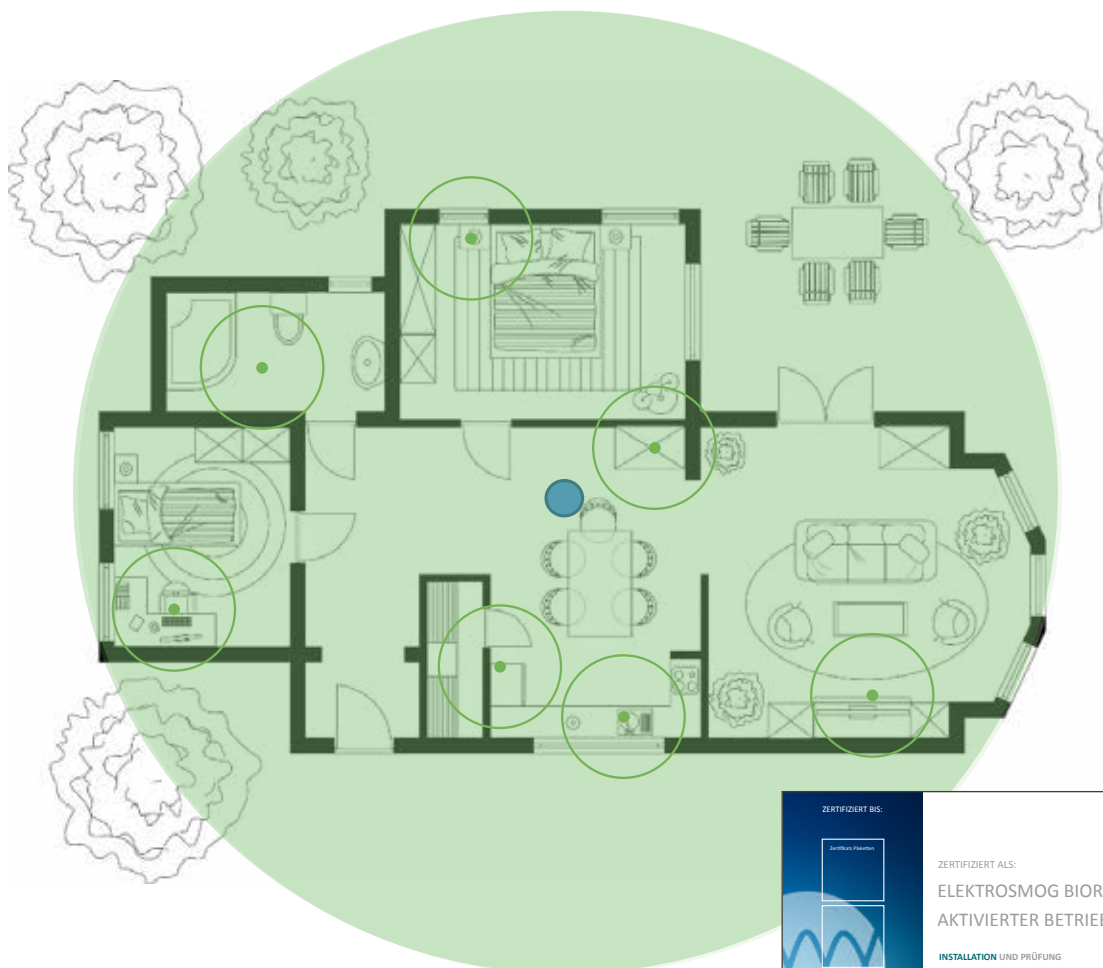 ZERTIFIZIERT BIS:
Zertifikats Plaketten
ZERTIFIZIERT ALS:
ELEKTROSMOG BIOR
AKTIVIERTER BETRIEB
INSTALLATION UND PRÜFUNG